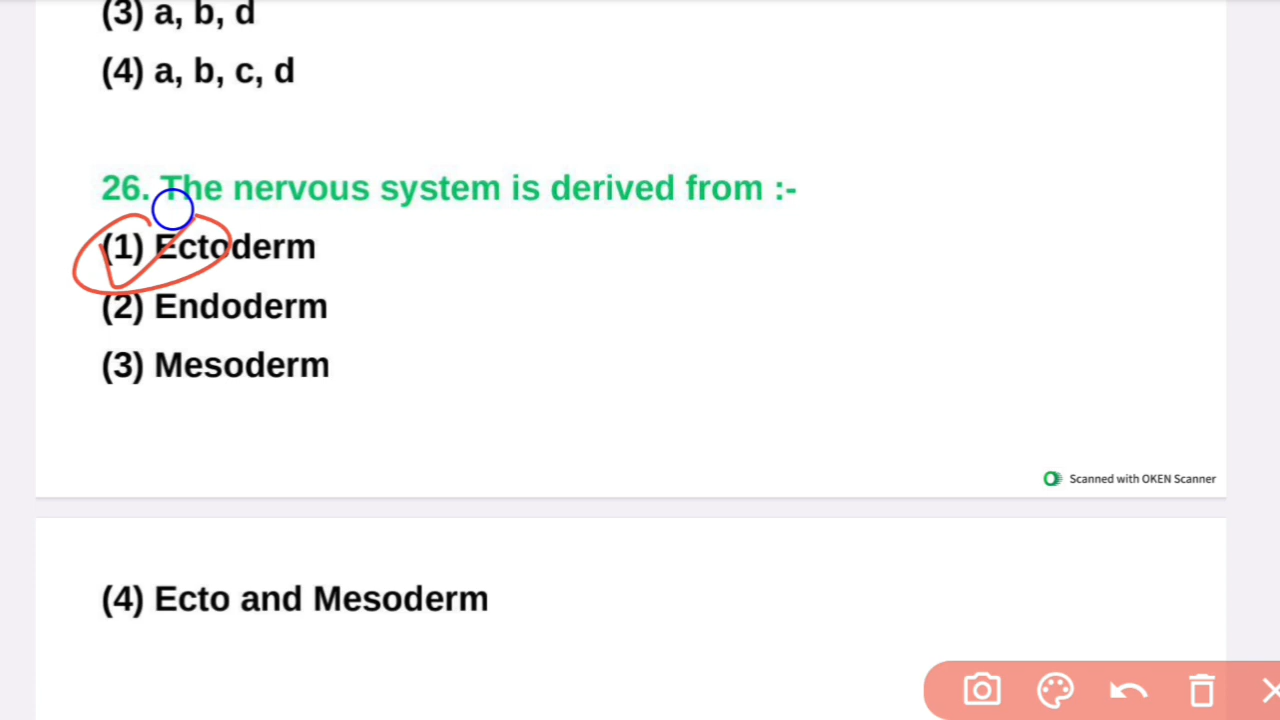 (3) a, b, d
(4) a, b, c, d
26. The nervous system is derived from :-
(1) Ectoderm
(2) Endoderm
(3) Mesoderm
Scanned with OKEN Scanner
(4) Ecto and Mesoderm